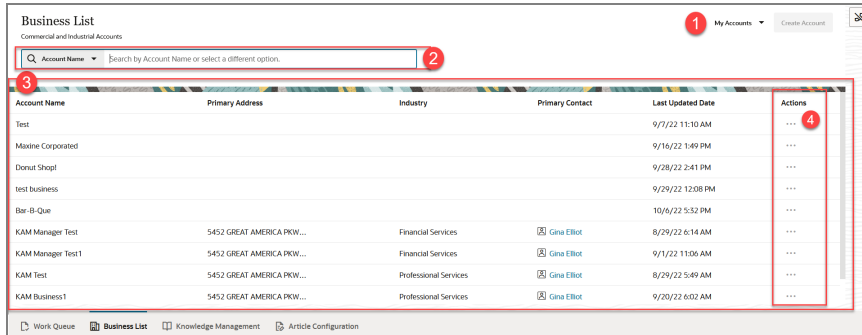 Business List
Commercial and Industrial Accounts
1 My Accounts Create Account
Account Name Search by Account Name or select a different option. 2
3
Account Name Primary Address Industry Primary Contact Last Updated Date Actions
Test 9/7/22 11:10 AM ... 4
Maxine Corporated 9/16/22 1:49 PM ...
Donut Shop! 9/28/22 2:41 PM ...
test business 9/29/22 12:08 PM ...
Bar-B-Que 10/6/22 5:32 PM ...
KAM Manager Test 5452 GREAT AMERICA PKW... Financial Services Gina Elliot 8/29/22 6:14 AM ...
KAM Manager Test1 5452 GREAT AMERICA PKW... Financial Services Gina Elliot 9/1/22 11:06 AM ...
KAM Test 5452 GREAT AMERICA PKW... Professional Services Gina Elliot 8/29/22 5:49 AM ...
KAM Business1 5452 GREAT AMERICA PKW... Professional Services Gina Elliot 9/20/22 6:02 AM ...
Work Queue Business List Knowledge Management Article Configuration